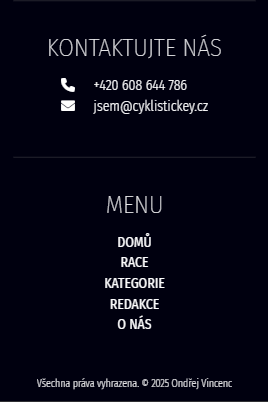 KONTAKTUJTE NÁS
+420 608 644 786
jsem@cyklistickey.cz
MENU
DOMŮ
RACE
KATEGORIE
REDAKCE
O NÁS
Všechna práva vyhrazena. © 2025 Ondřej Vincenc